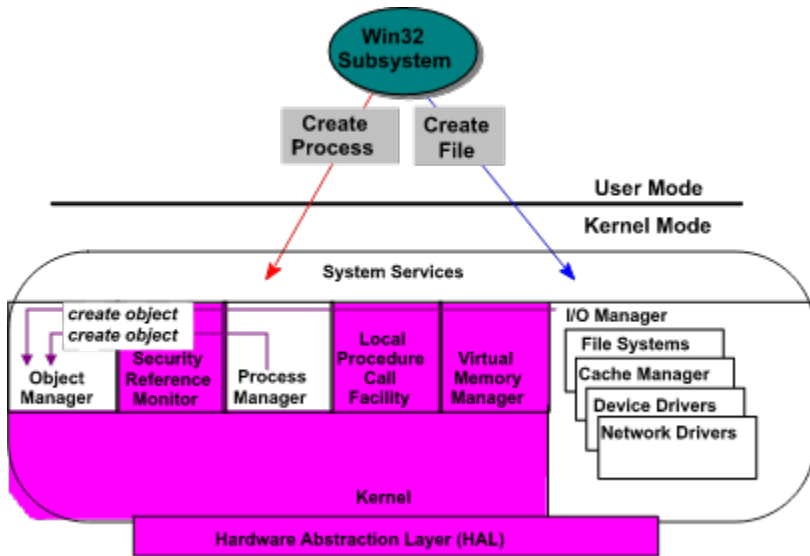 Win32
Subsystem
Create
Process
Create
File
User Mode
Kernel Mode
System Services
create object
create object
Object
Manager
Security
Reference
Monitor
Process
Manager
Local
Procedure
Call
Facility
Virtual
Memory
Manager
I/O Manager
File Systems
Cache Manager
Device Drivers
Network Drivers
Kernel
Hardware Abstraction Layer (HAL)